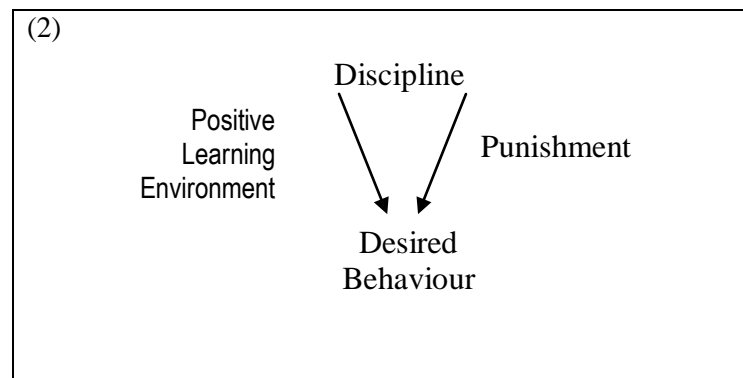 (2)
Discipline
Positive
Learning
Environment
Punishment
Desired
Behaviour